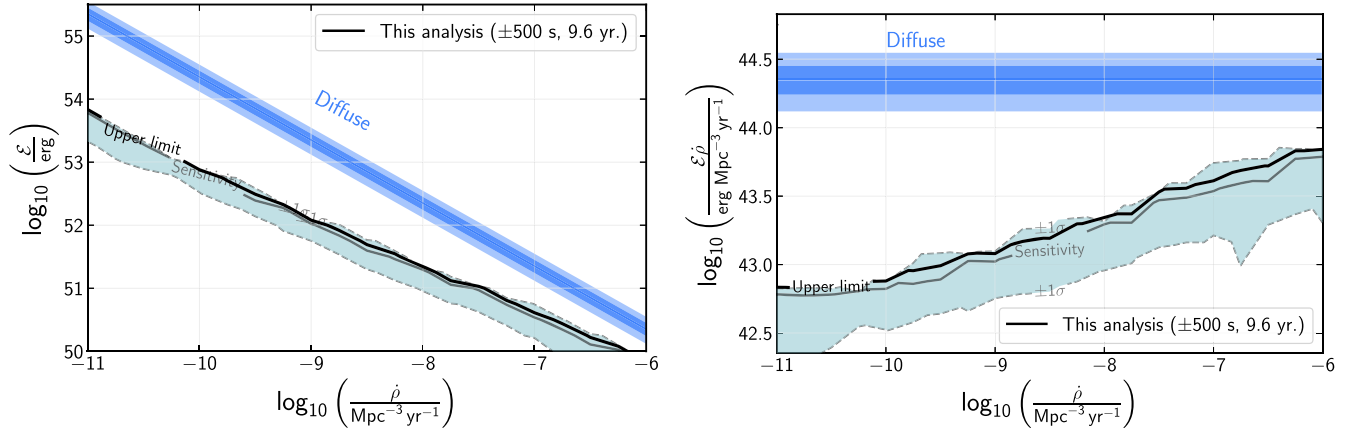 This analysis (±500 s, 9.6 yr.)
Diffuse
Upper limit
Sensitivity
±1σ
1σ
55
54
53
52
51
50
−11
−10
−9
−8
−7
−6
log₁₀ (ℰ / erg)
log₁₀ (ρ̇ / Mpc⁻³ yr⁻¹)
Diffuse
±1σ
Sensitivity
±1σ
Upper limit
This analysis (±500 s, 9.6 yr.)
44.5
44.0
43.5
43.0
42.5
−11
−10
−9
−8
−7
−6
log₁₀ (ℰρ̇ / erg Mpc⁻³ yr⁻¹)
log₁₀ (ρ̇ / Mpc⁻³ yr⁻¹)